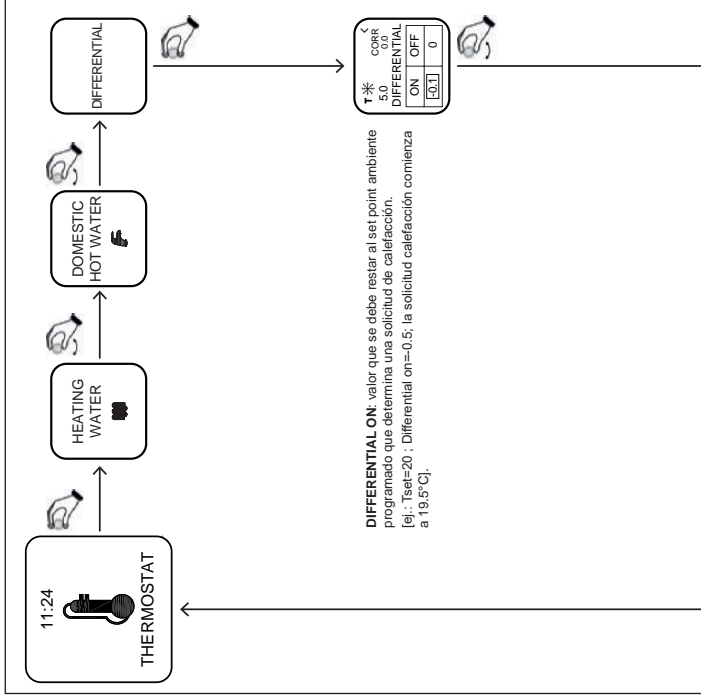 11:24
THERMOSTAT
HEATING
WATER
DOMESTIC
HOT WATER
DIFFERENTIAL
T
CORR <
5.0 0.0
DIFFERENTIAL
ON OFF
-0.1 0
DIFFERENTIAL ON: valor que se debe restar al set point ambiente
programado que determina una solicitud de calefacción.
[ej.: Tset=20 ; Differential on=-0.5; la solicitud calefacción comienza
a 19.5°C].